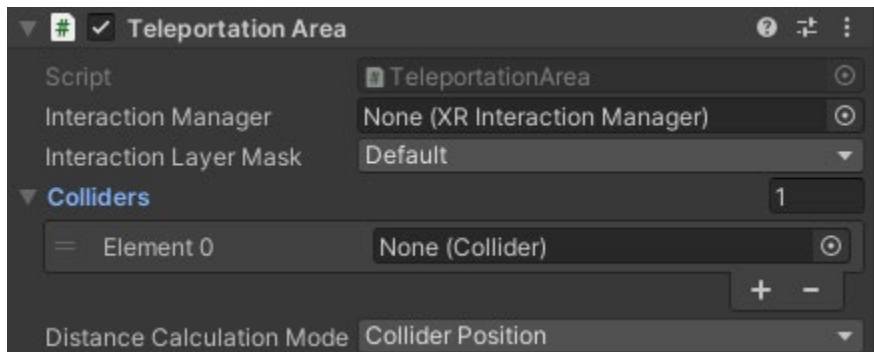 # Teleportation Area
Script # TeleportationArea
Interaction Manager None (XR Interaction Manager)
Interaction Layer Mask Default
Colliders 1
= Element 0 None (Collider)
+ -
Distance Calculation Mode Collider Position